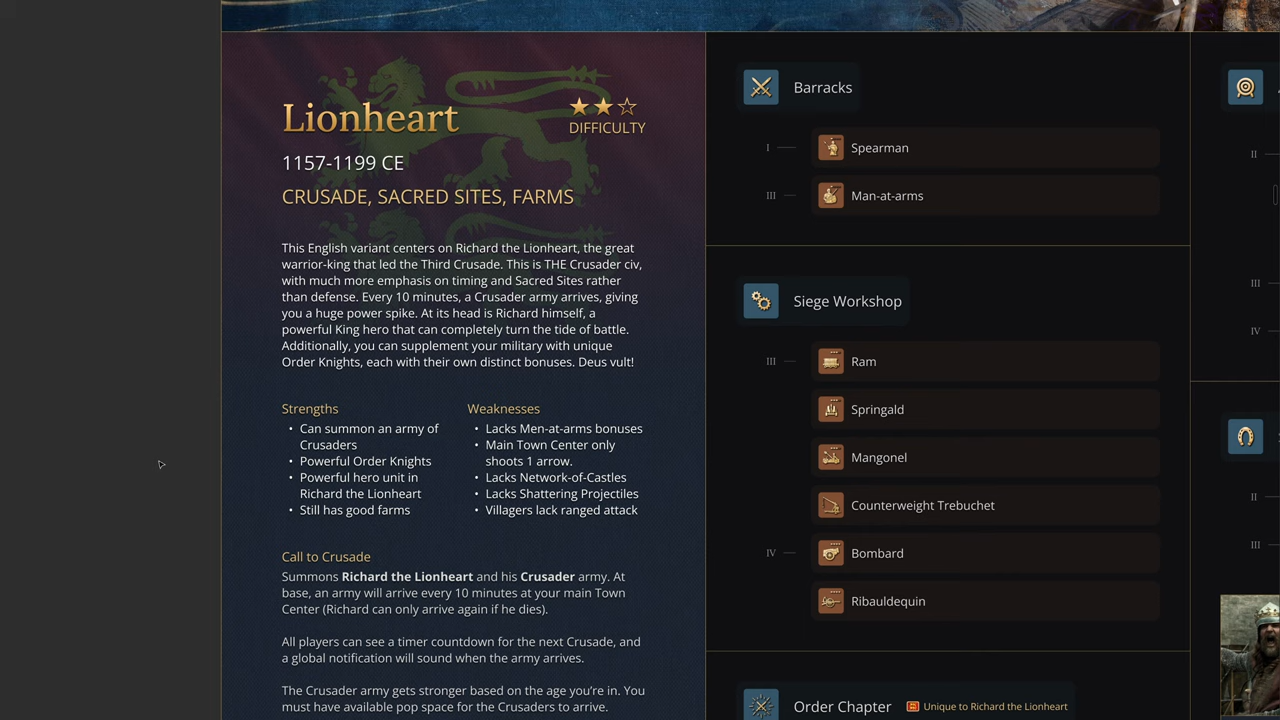 Lionheart
DIFFICULTY
1157-1199 CE
CRUSADE, SACRED SITES, FARMS
This English variant centers on Richard the Lionheart, the great
warrior-king that led the Third Crusade. This is THE Crusader civ,
with much more emphasis on timing and Sacred Sites rather
than defense. Every 10 minutes, a Crusader army arrives, giving
you a huge power spike. At its head is Richard himself, a
powerful King hero that can completely turn the tide of battle.
Additionally, you can supplement your military with unique
Order Knights, each with their own distinct bonuses. Deus vult!
Strengths
• Can summon an army of
Crusaders
• Powerful Order Knights
• Powerful hero unit in
Richard the Lionheart
• Still has good farms
Weaknesses
• Lacks Men-at-arms bonuses
• Main Town Center only
shoots 1 arrow.
• Lacks Network-of-Castles
• Lacks Shattering Projectiles
• Villagers lack ranged attack
Call to Crusade
Summons Richard the Lionheart and his Crusader army. At
base, an army will arrive every 10 minutes at your main Town
Center (Richard can only arrive again if he dies).
All players can see a timer countdown for the next Crusade, and
a global notification will sound when the army arrives.
The Crusader army gets stronger based on the age you're in. You
must have available pop space for the Crusaders to arrive.
Barracks
I Spearman
III Man-at-arms
Siege Workshop
III Ram
Springald
Mangonel
Counterweight Trebuchet
IV Bombard
Ribauldequin
Order Chapter Unique to Richard the Lionheart
II
III
IV
II
III